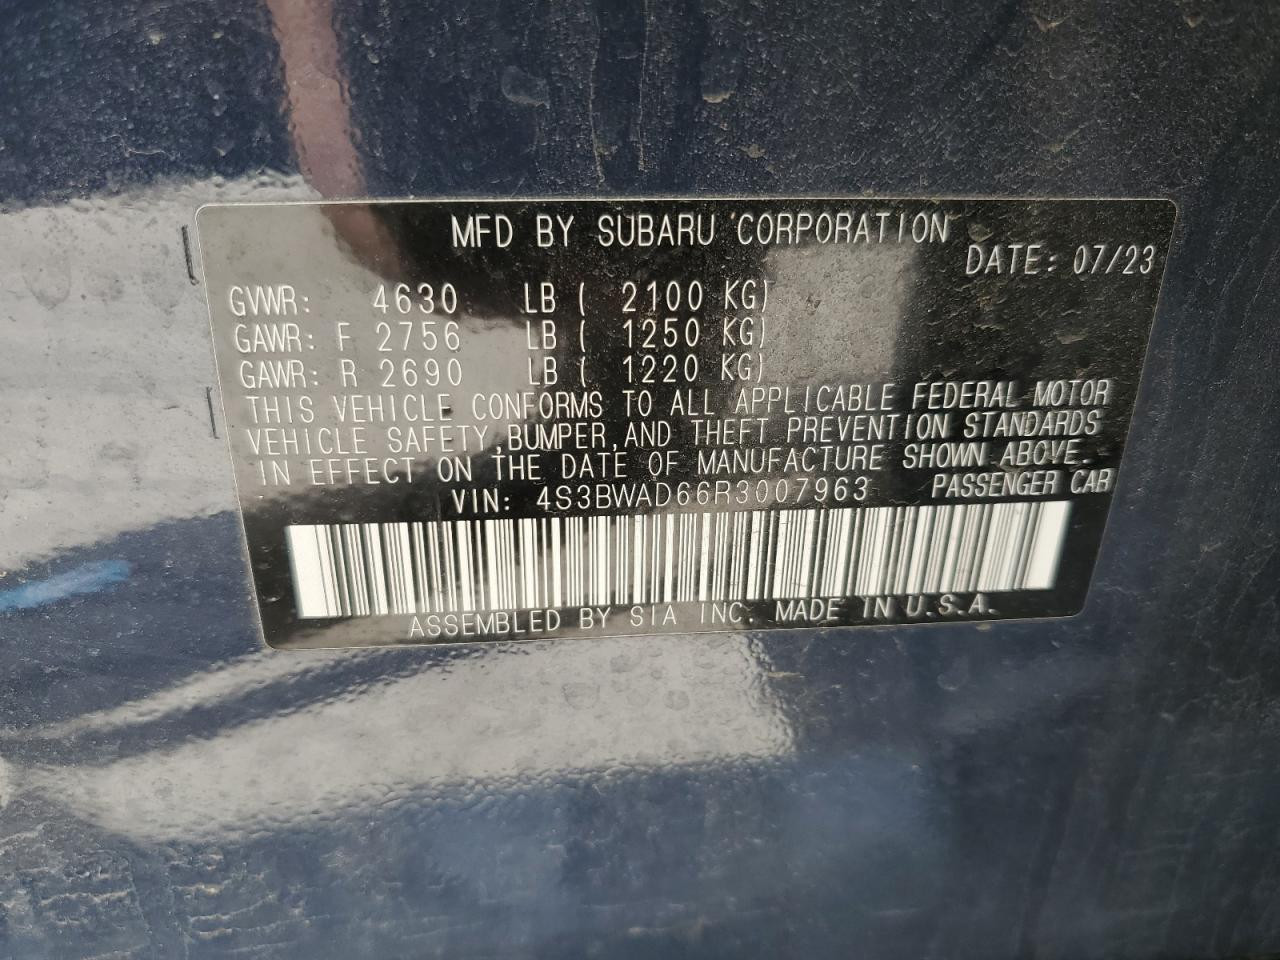 MFD BY SUBARU CORPORATION
DATE: 07/23
GVWR: 4630 LB ( 2100 KG)
GAWR: F 2756 LB ( 1250 KG)
GAWR: R 2690 LB ( 1220 KG)
THIS VEHICLE CONFORMS TO ALL APPLICABLE FEDERAL MOTOR
VEHICLE SAFETY,BUMPER,AND THEFT PREVENTION STANDARDS
IN EFFECT ON THE DATE OF MANUFACTURE SHOWN ABOVE.
VIN: 4S3BWAD66R3007963 PASSENGER CAR
ASSEMBLED BY SIA INC. MADE IN U.S.A.